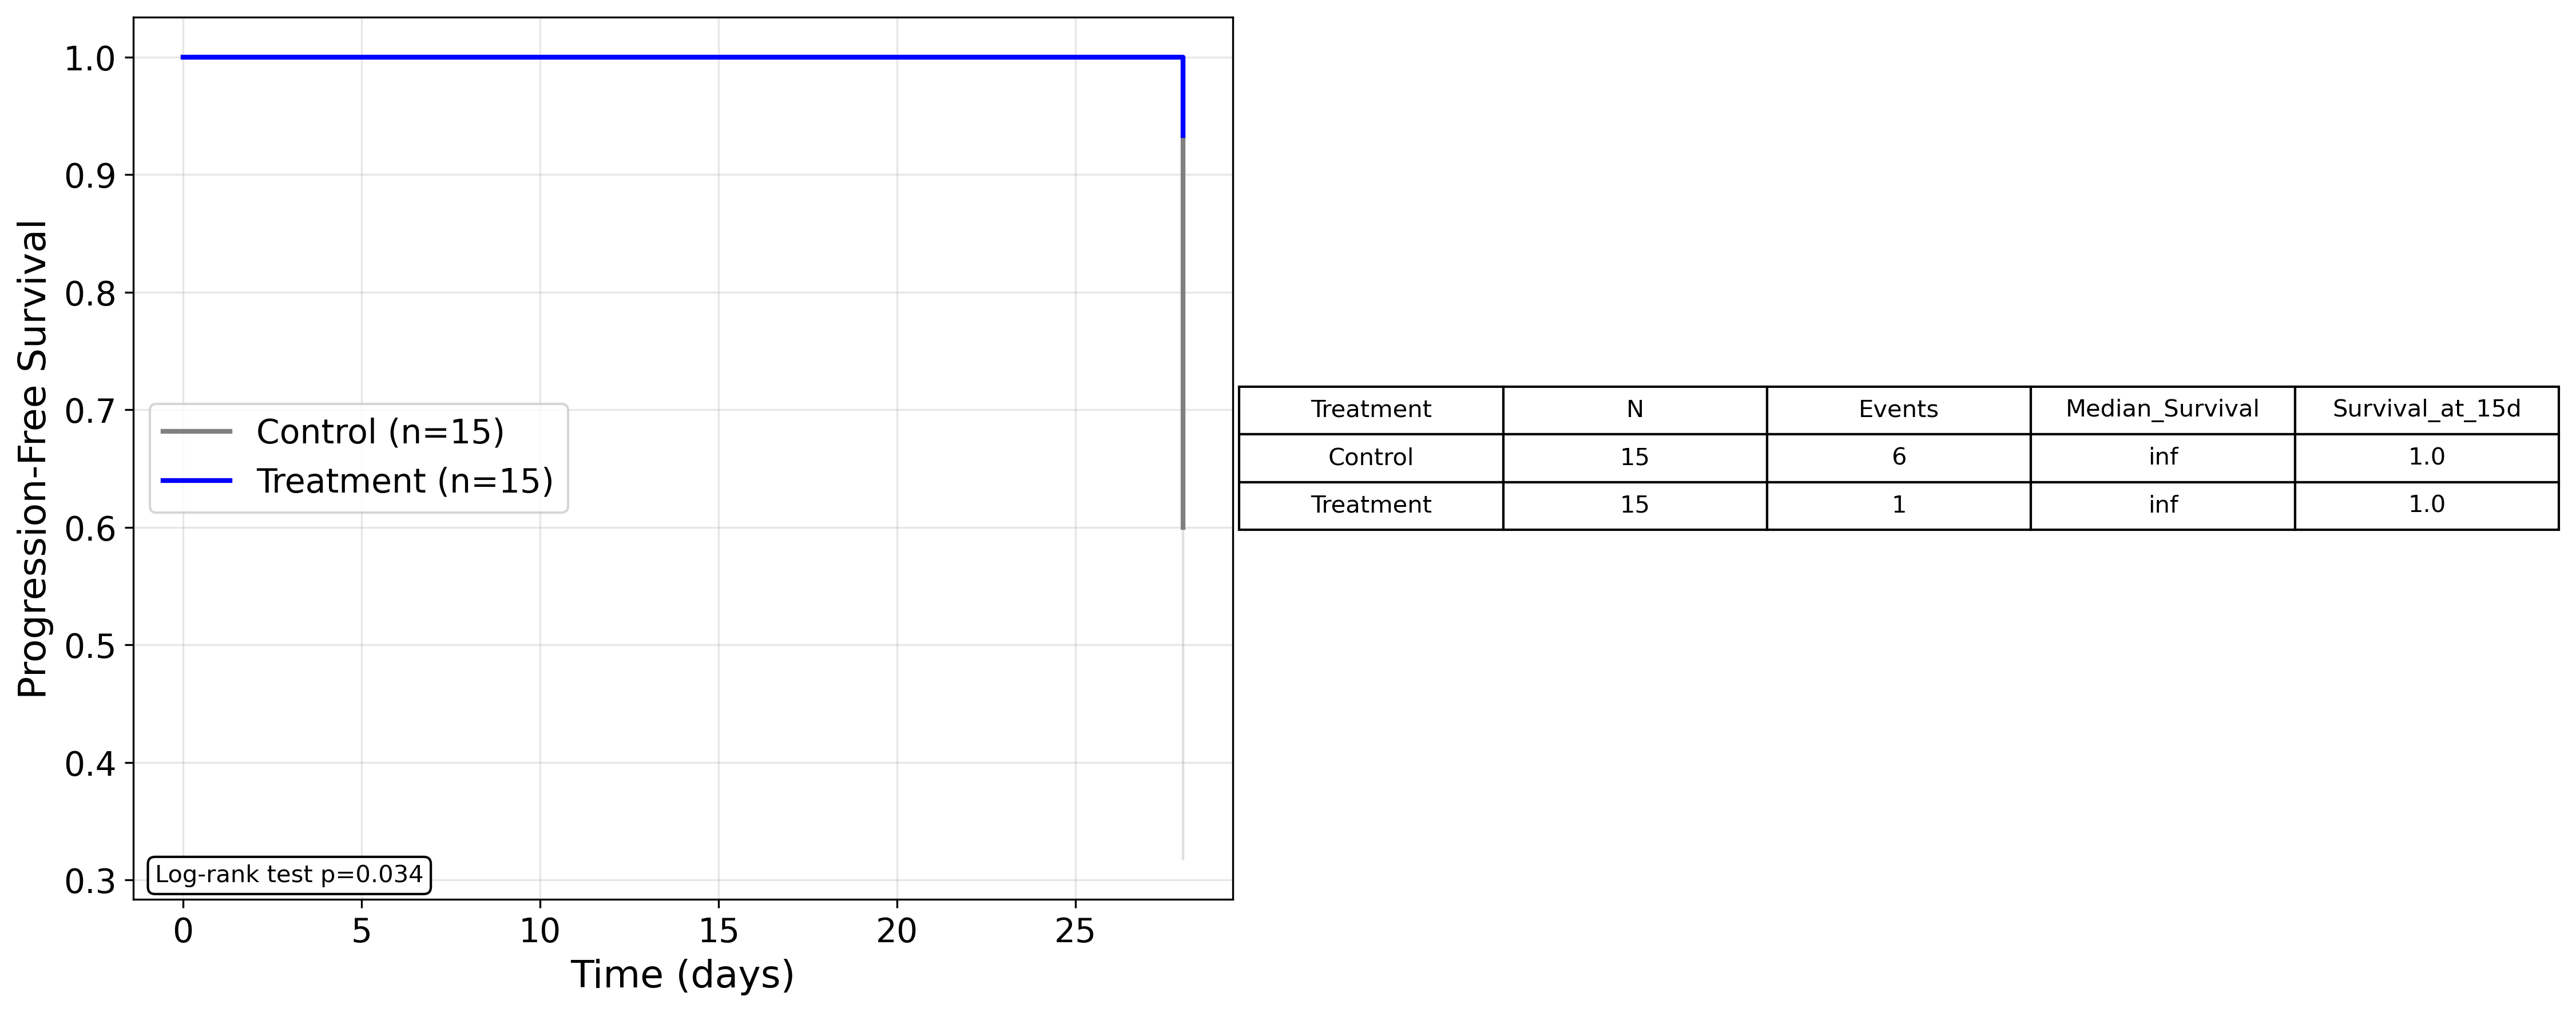 Progression-Free Survival
1.0
0.9
0.8
0.7
0.6
0.5
0.4
0.3
Control (n=15)
Treatment (n=15)
Log-rank test p=0.034
0 5 10 15 20 25
Time (days)
Treatment N Events Median_Survival Survival_at_15d
Control 15 6 inf 1.0
Treatment 15 1 inf 1.0